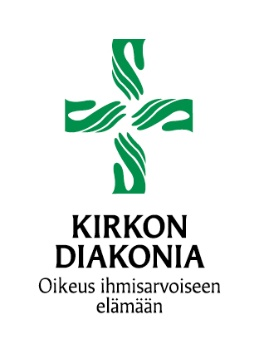 KIRKON
DIAKONIA
Oikeus ihmisarvoiseen
elämään